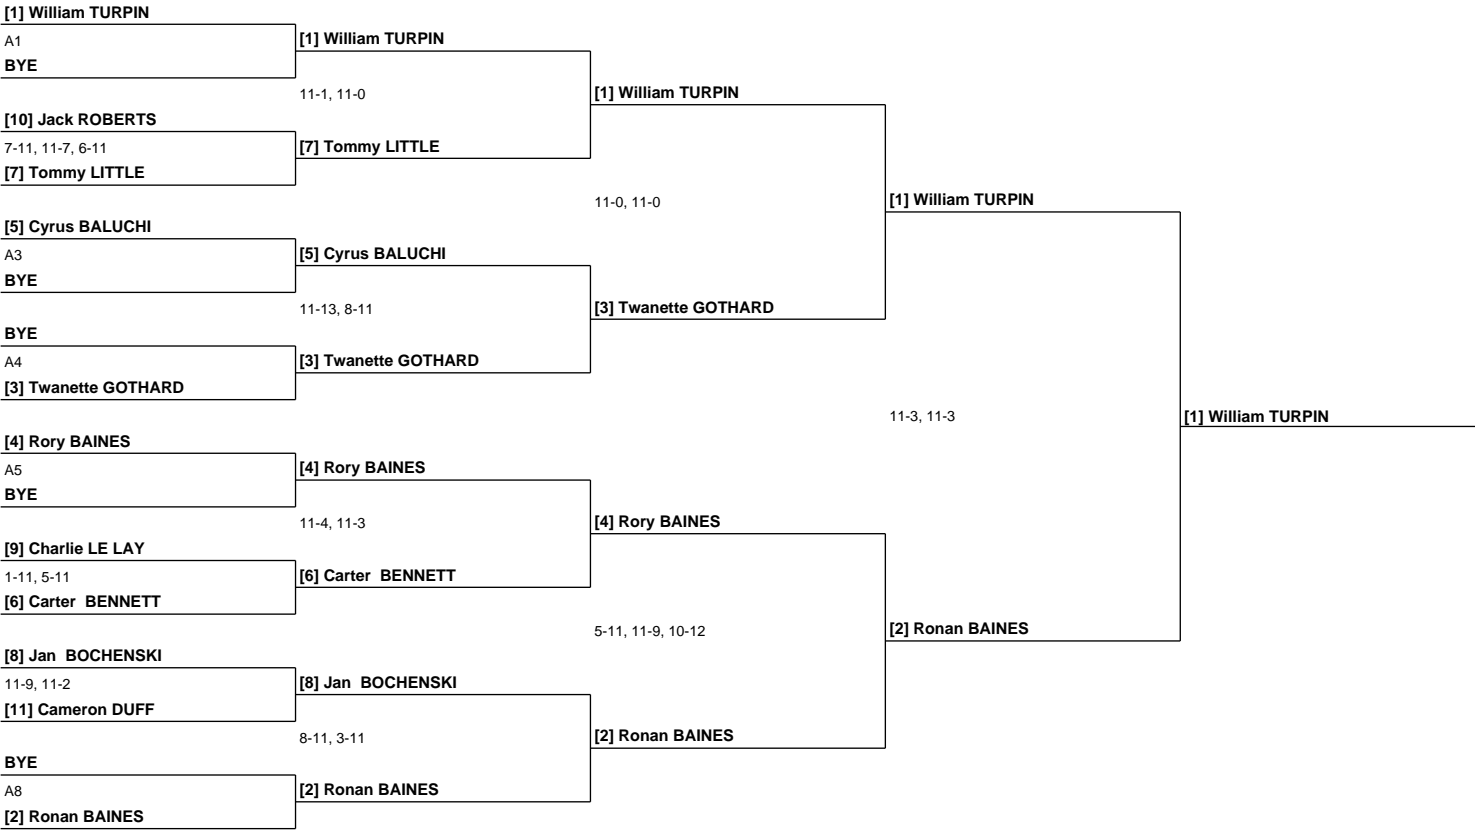 [1] William TURPIN
A1
BYE
[10] Jack ROBERTS
7-11, 11-7, 6-11
[7] Tommy LITTLE
[5] Cyrus BALUCHI
A3
BYE
BYE
A4
[3] Twanette GOTHARD
[4] Rory BAINES
A5
BYE
[9] Charlie LE LAY
1-11, 5-11
[6] Carter  BENNETT
[8] Jan  BOCHENSKI
11-9, 11-2
[11] Cameron DUFF
BYE
A8
[2] Ronan BAINES
[1] William TURPIN
11-1, 11-0
[7] Tommy LITTLE
[5] Cyrus BALUCHI
11-13, 8-11
[3] Twanette GOTHARD
[4] Rory BAINES
11-4, 11-3
[6] Carter  BENNETT
[8] Jan  BOCHENSKI
8-11, 3-11
[2] Ronan BAINES
[1] William TURPIN
11-0, 11-0
[3] Twanette GOTHARD
[4] Rory BAINES
5-11, 11-9, 10-12
[2] Ronan BAINES
[1] William TURPIN
11-3, 11-3
[2] Ronan BAINES
[1] William TURPIN